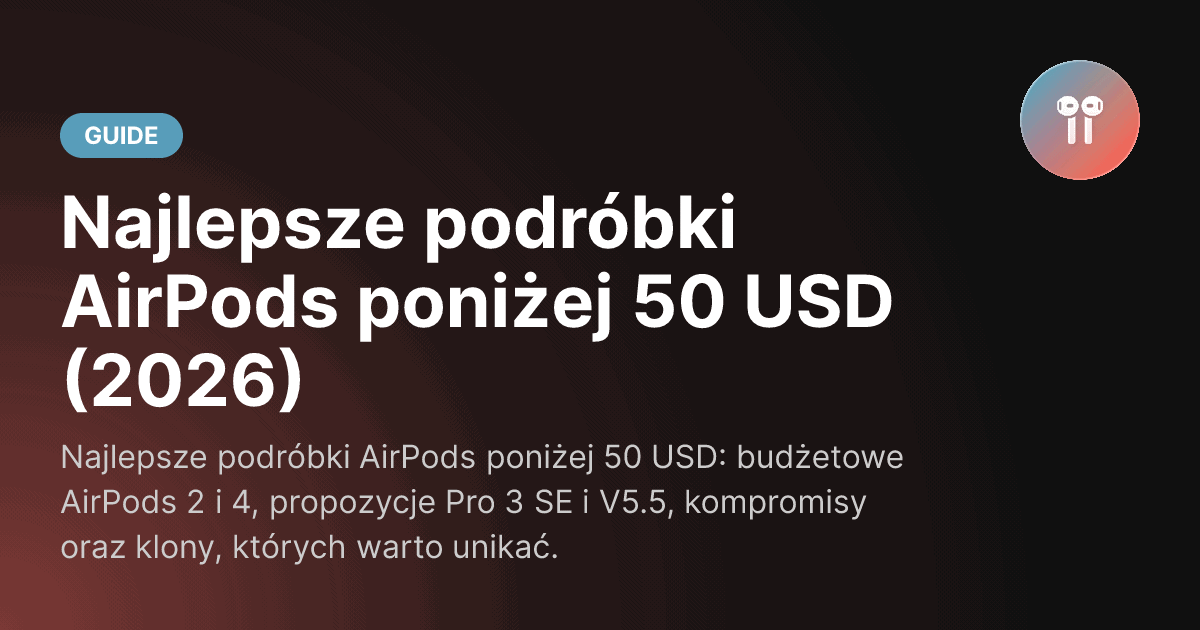 GUIDE
Najlepsze podróbki
AirPods poniżej 50 USD
(2026)
Najlepsze podróbki AirPods poniżej 50 USD: budżetowe
AirPods 2 i 4, propozycje Pro 3 SE i V5.5, kompromisy
oraz klony, których warto unikać.